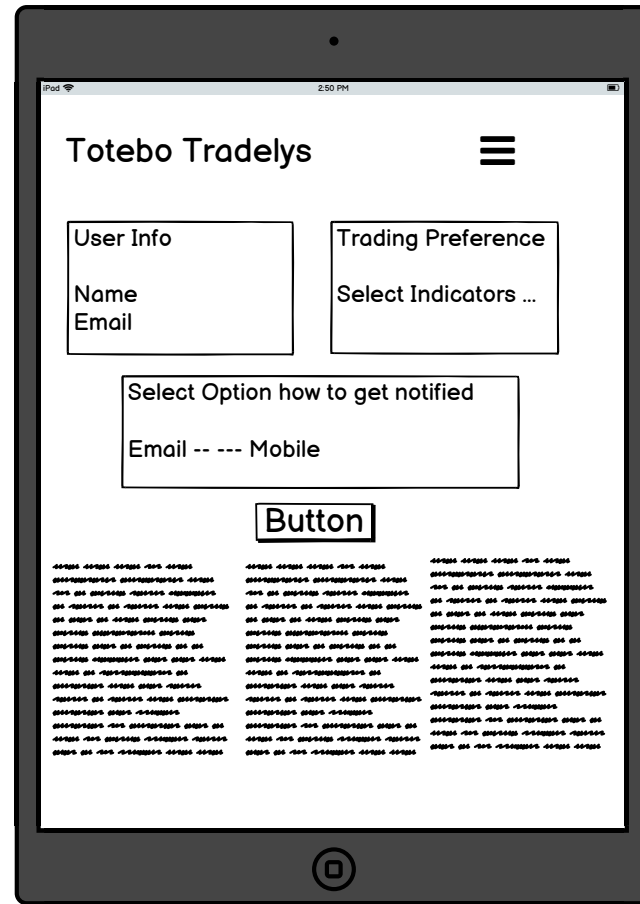 iPad
2:50 PM
Totebo Tradelys
User Info
Name
Email
Trading Preference
Select Indicators ...
Select Option how to get notified
Email -- --- Mobile
Button